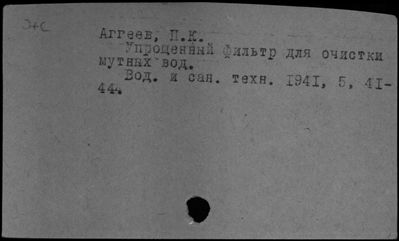 Аггеев, П.К.
Упрощенный фильтр для очистки
мутных вод.
Вод. и сан. техн. 1941, 5, 41-
44.